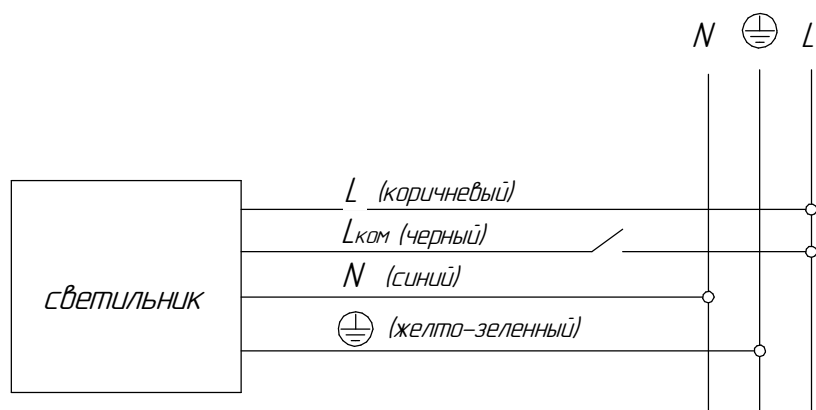 N L
L (коричневый)
Lком (черный)
N (синий)
светильник
(желто-зеленный)